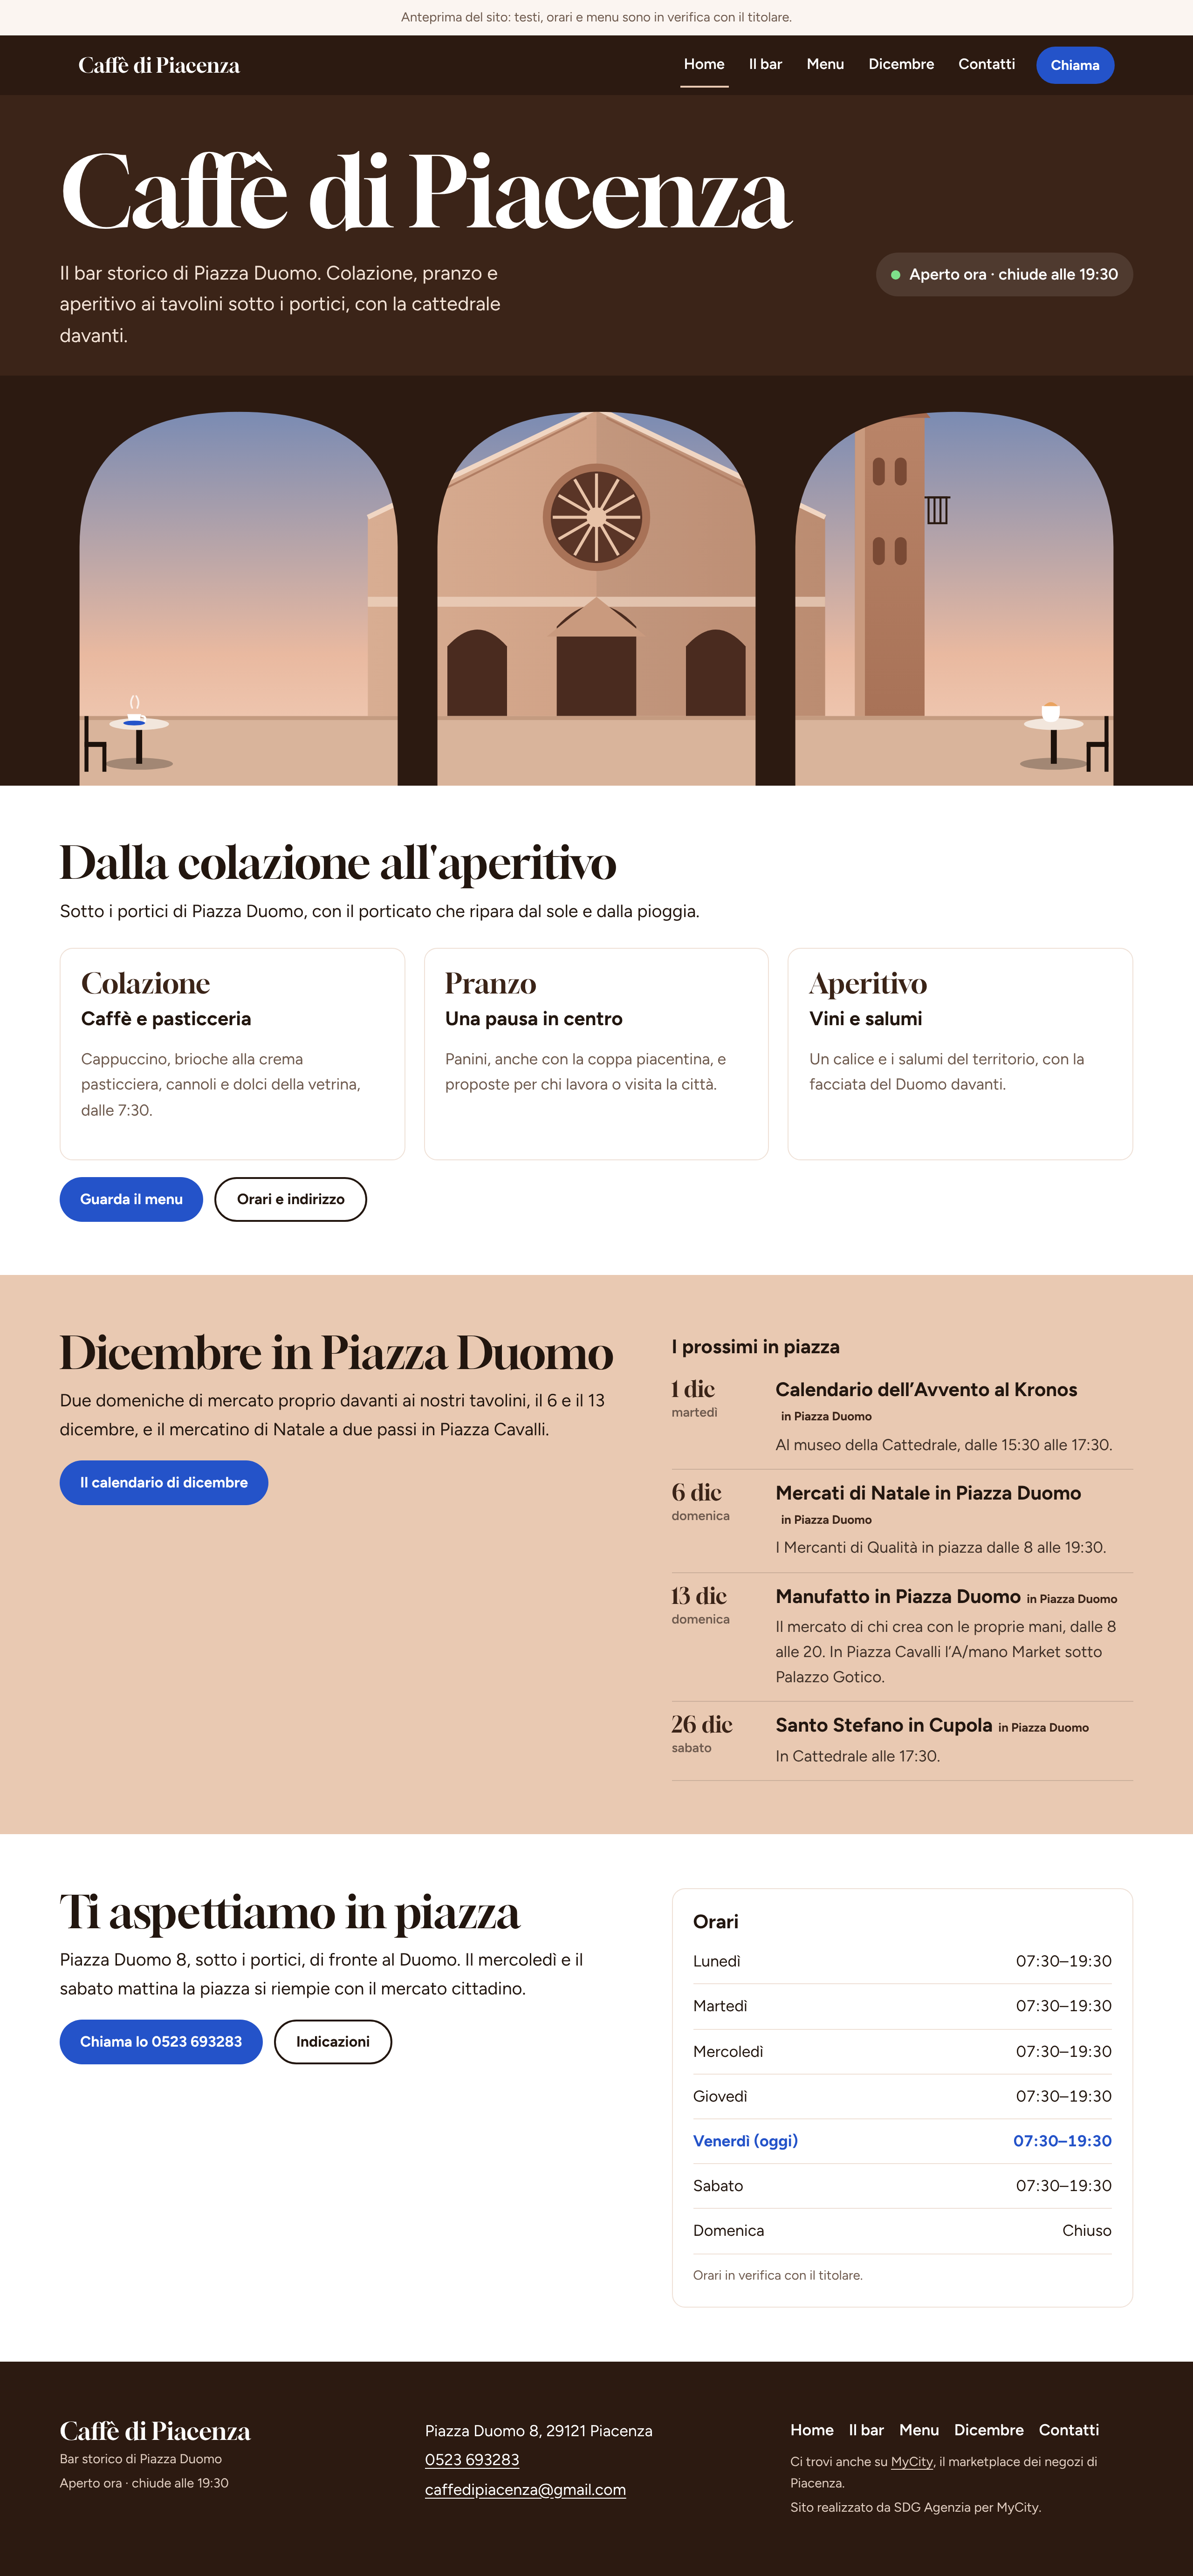 Anteprima del sito: testi, orari e menu sono in verifica con il titolare.
Caffè di Piacenza
Home Il bar Menu Dicembre Contatti Chiama
Caffè di Piacenza
Il bar storico di Piazza Duomo. Colazione, pranzo e
aperitivo ai tavolini sotto i portici, con la cattedrale
davanti.
Aperto ora · chiude alle 19:30
Dalla colazione all'aperitivo
Sotto i portici di Piazza Duomo, con il porticato che ripara dal sole e dalla pioggia.
Colazione
Caffè e pasticceria
Cappuccino, brioche alla crema
pasticciera, cannoli e dolci della vetrina,
dalle 7:30.
Pranzo
Una pausa in centro
Panini, anche con la coppa piacentina, e
proposte per chi lavora o visita la città.
Aperitivo
Vini e salumi
Un calice e i salumi del territorio, con la
facciata del Duomo davanti.
Guarda il menu
Orari e indirizzo
Dicembre in Piazza Duomo
Due domeniche di mercato proprio davanti ai nostri tavolini, il 6 e il 13
dicembre, e il mercatino di Natale a due passi in Piazza Cavalli.
Il calendario di dicembre
I prossimi in piazza
1 dic
martedì
Calendario dell’Avvento al Kronos
in Piazza Duomo
Al museo della Cattedrale, dalle 15:30 alle 17:30.
6 dic
domenica
Mercati di Natale in Piazza Duomo
in Piazza Duomo
I Mercanti di Qualità in piazza dalle 8 alle 19:30.
13 dic
domenica
Manufatto in Piazza Duomo in Piazza Duomo
Il mercato di chi crea con le proprie mani, dalle 8
alle 20. In Piazza Cavalli l’A/mano Market sotto
Palazzo Gotico.
26 dic
sabato
Santo Stefano in Cupola in Piazza Duomo
In Cattedrale alle 17:30.
Ti aspettiamo in piazza
Piazza Duomo 8, sotto i portici, di fronte al Duomo. Il mercoledì e il
sabato mattina la piazza si riempie con il mercato cittadino.
Chiama lo 0523 693283
Indicazioni
Orari
Lunedì 07:30–19:30
Martedì 07:30–19:30
Mercoledì 07:30–19:30
Giovedì 07:30–19:30
Venerdì (oggi) 07:30–19:30
Sabato 07:30–19:30
Domenica Chiuso
Orari in verifica con il titolare.
Caffè di Piacenza
Bar storico di Piazza Duomo
Aperto ora · chiude alle 19:30
Piazza Duomo 8, 29121 Piacenza
0523 693283
caffedipiacenza@gmail.com
Home Il bar Menu Dicembre Contatti
Ci trovi anche su MyCity, il marketplace dei negozi di
Piacenza.
Sito realizzato da SDG Agenzia per MyCity.